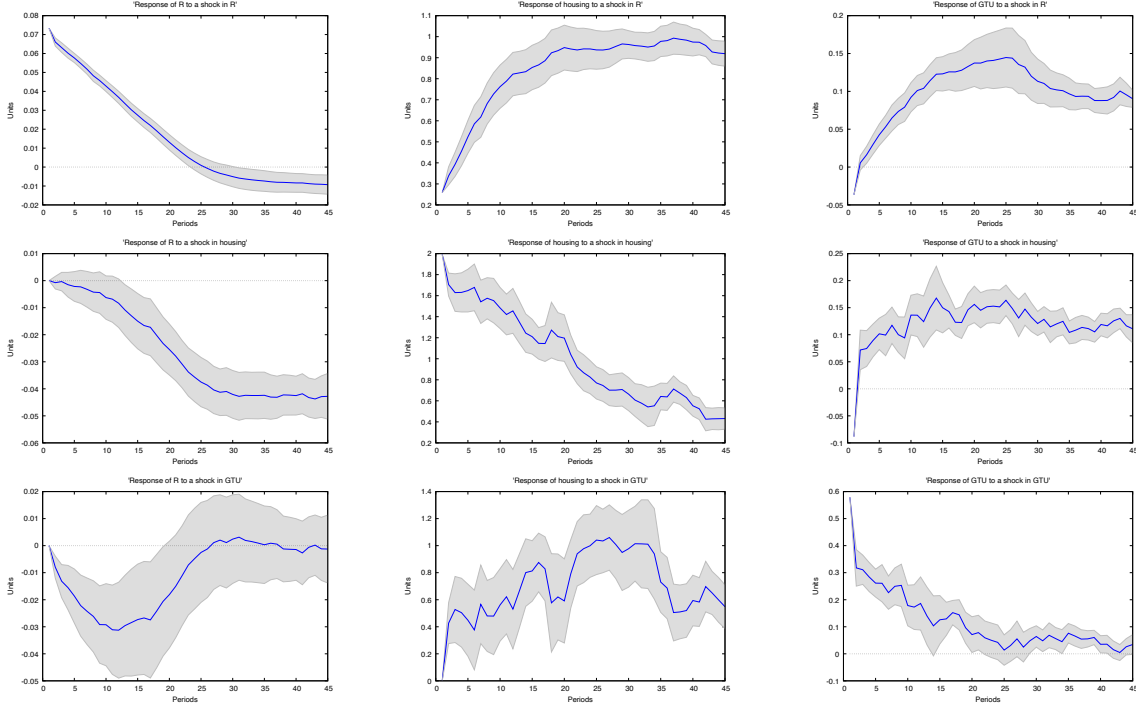 'Response of R to a shock in R'
0.08
0.07
0.06
0.05
0.04
0.03
0.02
0.01
0
-0.01
-0.02
Units
0 5 10 15 20 25 30 35 40 45
Periods
'Response of housing to a shock in R'
1.1
1
0.9
0.8
0.7
0.6
0.5
0.4
0.3
0.2
Units
0 5 10 15 20 25 30 35 40 45
Periods
'Response of GTU to a shock in R'
0.2
0.15
0.1
0.05
0
-0.05
Units
0 5 10 15 20 25 30 35 40 45
Periods
'Response of R to a shock in housing'
0.01
0
-0.01
-0.02
-0.03
-0.04
-0.05
-0.06
Units
0 5 10 15 20 25 30 35 40 45
Periods
'Response of housing to a shock in housing'
2
1.8
1.6
1.4
1.2
1
0.8
0.6
0.4
0.2
Units
0 5 10 15 20 25 30 35 40 45
Periods
'Response of GTU to a shock in housing'
0.25
0.2
0.15
0.1
0.05
0
-0.05
-0.1
Units
0 5 10 15 20 25 30 35 40 45
Periods
'Response of R to a shock in GTU'
0.02
0.01
0
-0.01
-0.02
-0.03
-0.04
-0.05
Units
0 5 10 15 20 25 30 35 40 45
Periods
'Response of housing to a shock in GTU'
1.4
1.2
1
0.8
0.6
0.4
0.2
0
Units
0 5 10 15 20 25 30 35 40 45
Periods
'Response of GTU to a shock in GTU'
0.6
0.5
0.4
0.3
0.2
0.1
0
-0.1
Units
0 5 10 15 20 25 30 35 40 45
Periods